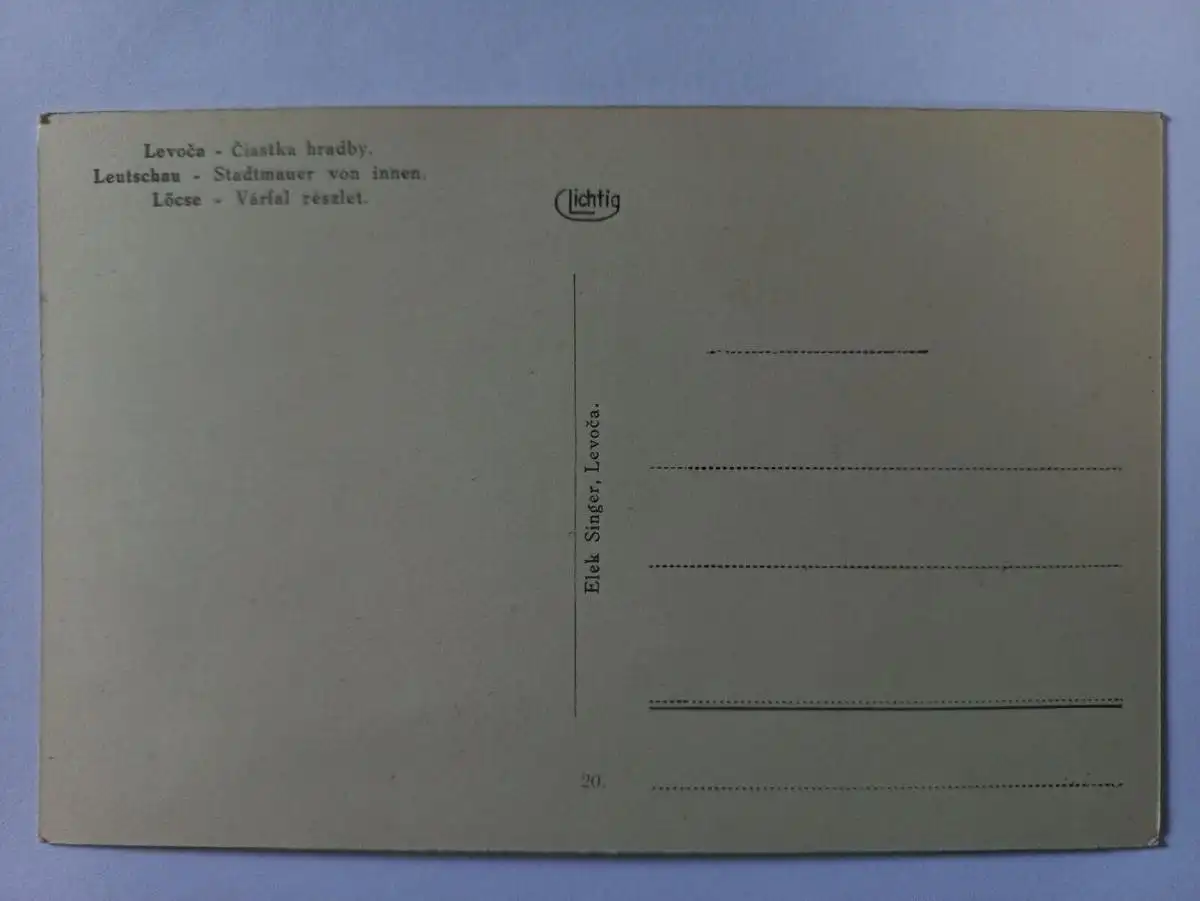 Levoča - Čiastka hradby.
Leutschau - Stadtmauer von innen.
Lőcse - Várfal részlet.
Lichtig
Elek Singer, Levoča.
20.